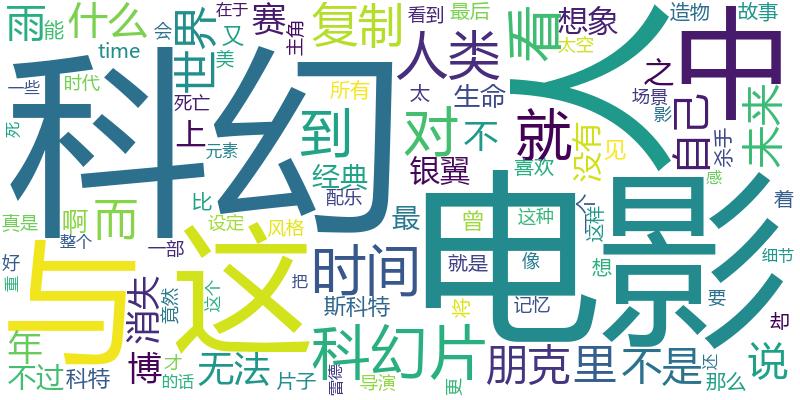 雨 能 什么
time
会
世界
在于
又
美
赛
主角
复制
看到
最后
人类
看
想象
太空
造物
故事
中
之
场景
影
自己
亲手
未来
一些
时代
死亡
死
科幻
上
元素
到
所有
太
生命
对
不
经典
配乐
银翼
就
没有
见
喜欢
人
个
这种
这样
感
着
真是
啊
而
比
设定
风格
曾
最
电影
整个
好
重
与
一部
这
把
时间
就是
像
想
细节
要
却
消失
竟然
这个
斯科特
将
记忆
年
不过
科特
博
才
的话
无法
片子
雷德
导演
科幻片
更
朋克
里
不是
还
那么
说